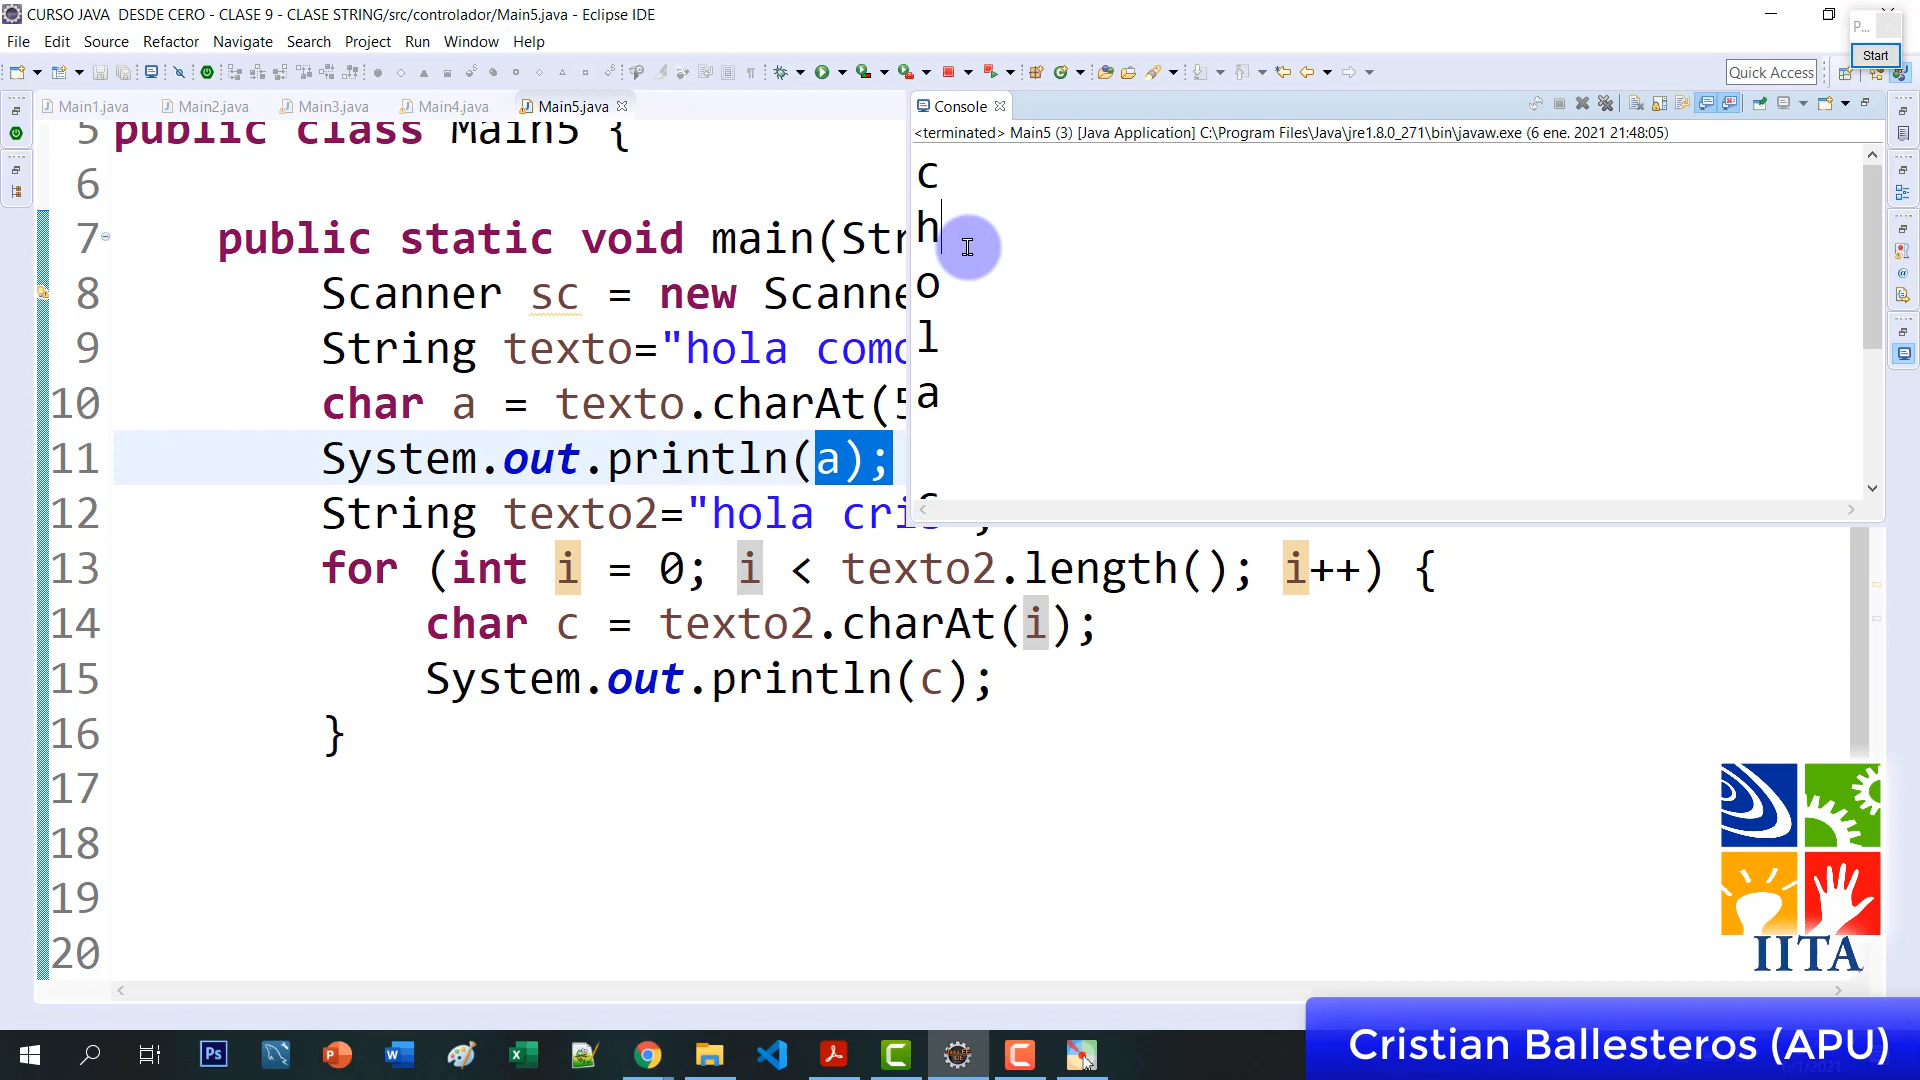 CURSO JAVA  DESDE CERO - CLASE 9 - CLASE STRING/src/controlador/Main5.java - Eclipse IDE
P...
File Edit Source Refactor Navigate Search Project Run Window Help
Start
Quick Access
Main1.java Main2.java Main3.java Main4.java Main5.java
Console
<terminated> Main5 (3) [Java Application] C:\Program Files\Java\jre1.8.0_271\bin\javaw.exe (6 ene. 2021 21:48:05)
c
h
o
l
a
c
5 public class Main5 {
6
7 public static void main(Str
8 Scanner sc = new Scanne
9 String texto="hola como
10 char a = texto.charAt(5
11 System.out.println(a);
12 String texto2="hola cris";
13 for (int i = 0; i < texto2.length(); i++) {
14 char c = texto2.charAt(i);
15 System.out.println(c);
16 }
17
18
19
20
IITA
Cristian Ballesteros (APU)